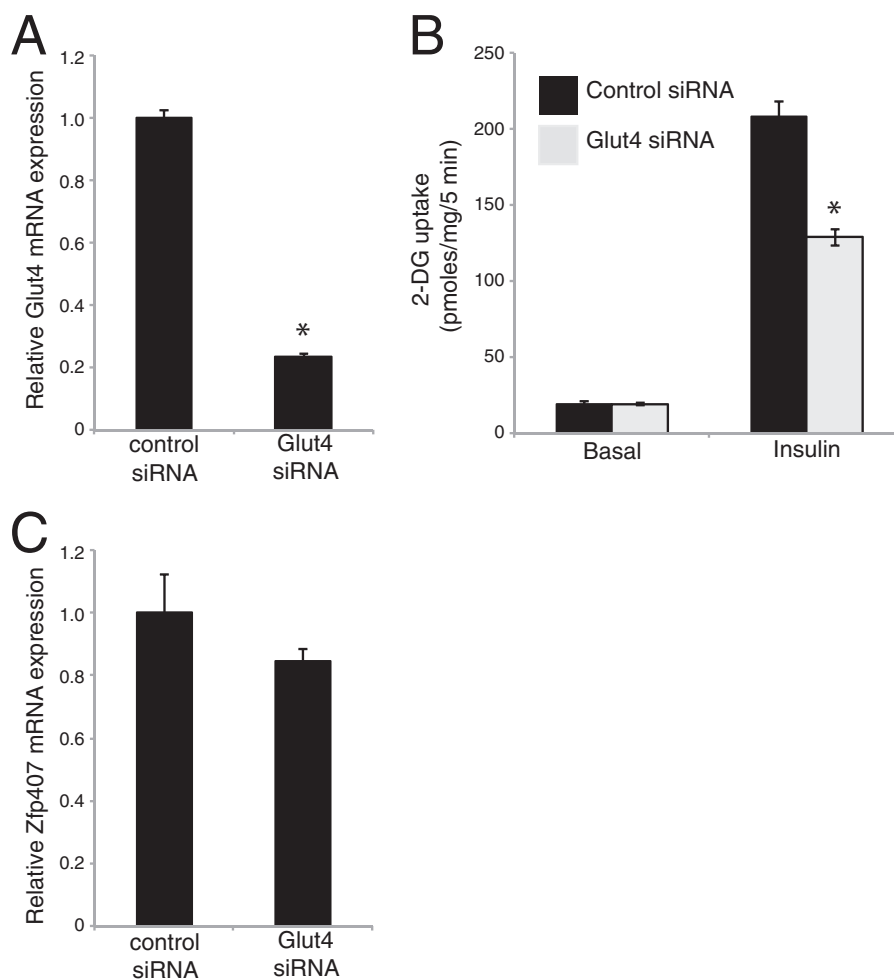 A
Relative Glut4 mRNA expression
1.2
1.0
0.8
0.6
0.4
0.2
0
*
control
siRNA
Glut4
siRNA
B
2-DG uptake
(pmoles/mg/5 min)
250
200
150
100
50
0
Control siRNA
Glut4 siRNA
*
Basal
Insulin
C
Relative Zfp407 mRNA expression
1.2
1.0
0.8
0.6
0.4
0.2
0
control
siRNA
Glut4
siRNA